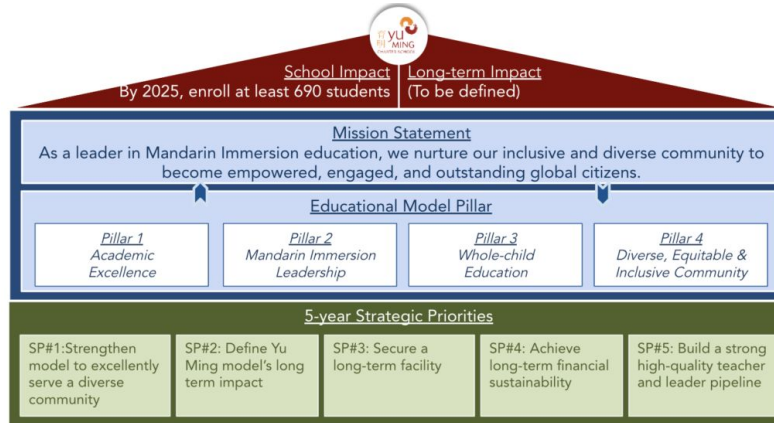 育明
yu
MING
School Impact
By 2025, enroll at least 690 students
Long-term Impact
(To be defined)
Mission Statement
As a leader in Mandarin Immersion education, we nurture our inclusive and diverse community to
become empowered, engaged, and outstanding global citizens.
Educational Model Pillar
Pillar 1
Academic
Excellence
Pillar 2
Mandarin Immersion
Leadership
Pillar 3
Whole-child
Education
Pillar 4
Diverse, Equitable &
Inclusive Community
5-year Strategic Priorities
SP#1:Strengthen
model to excellently
serve a diverse
community
SP#2: Define Yu
Ming model's long
term impact
SP#3: Secure a
long-term facility
SP#4: Achieve
long-term financial
sustainability
SP#5: Build a strong
high-quality teacher
and leader pipeline